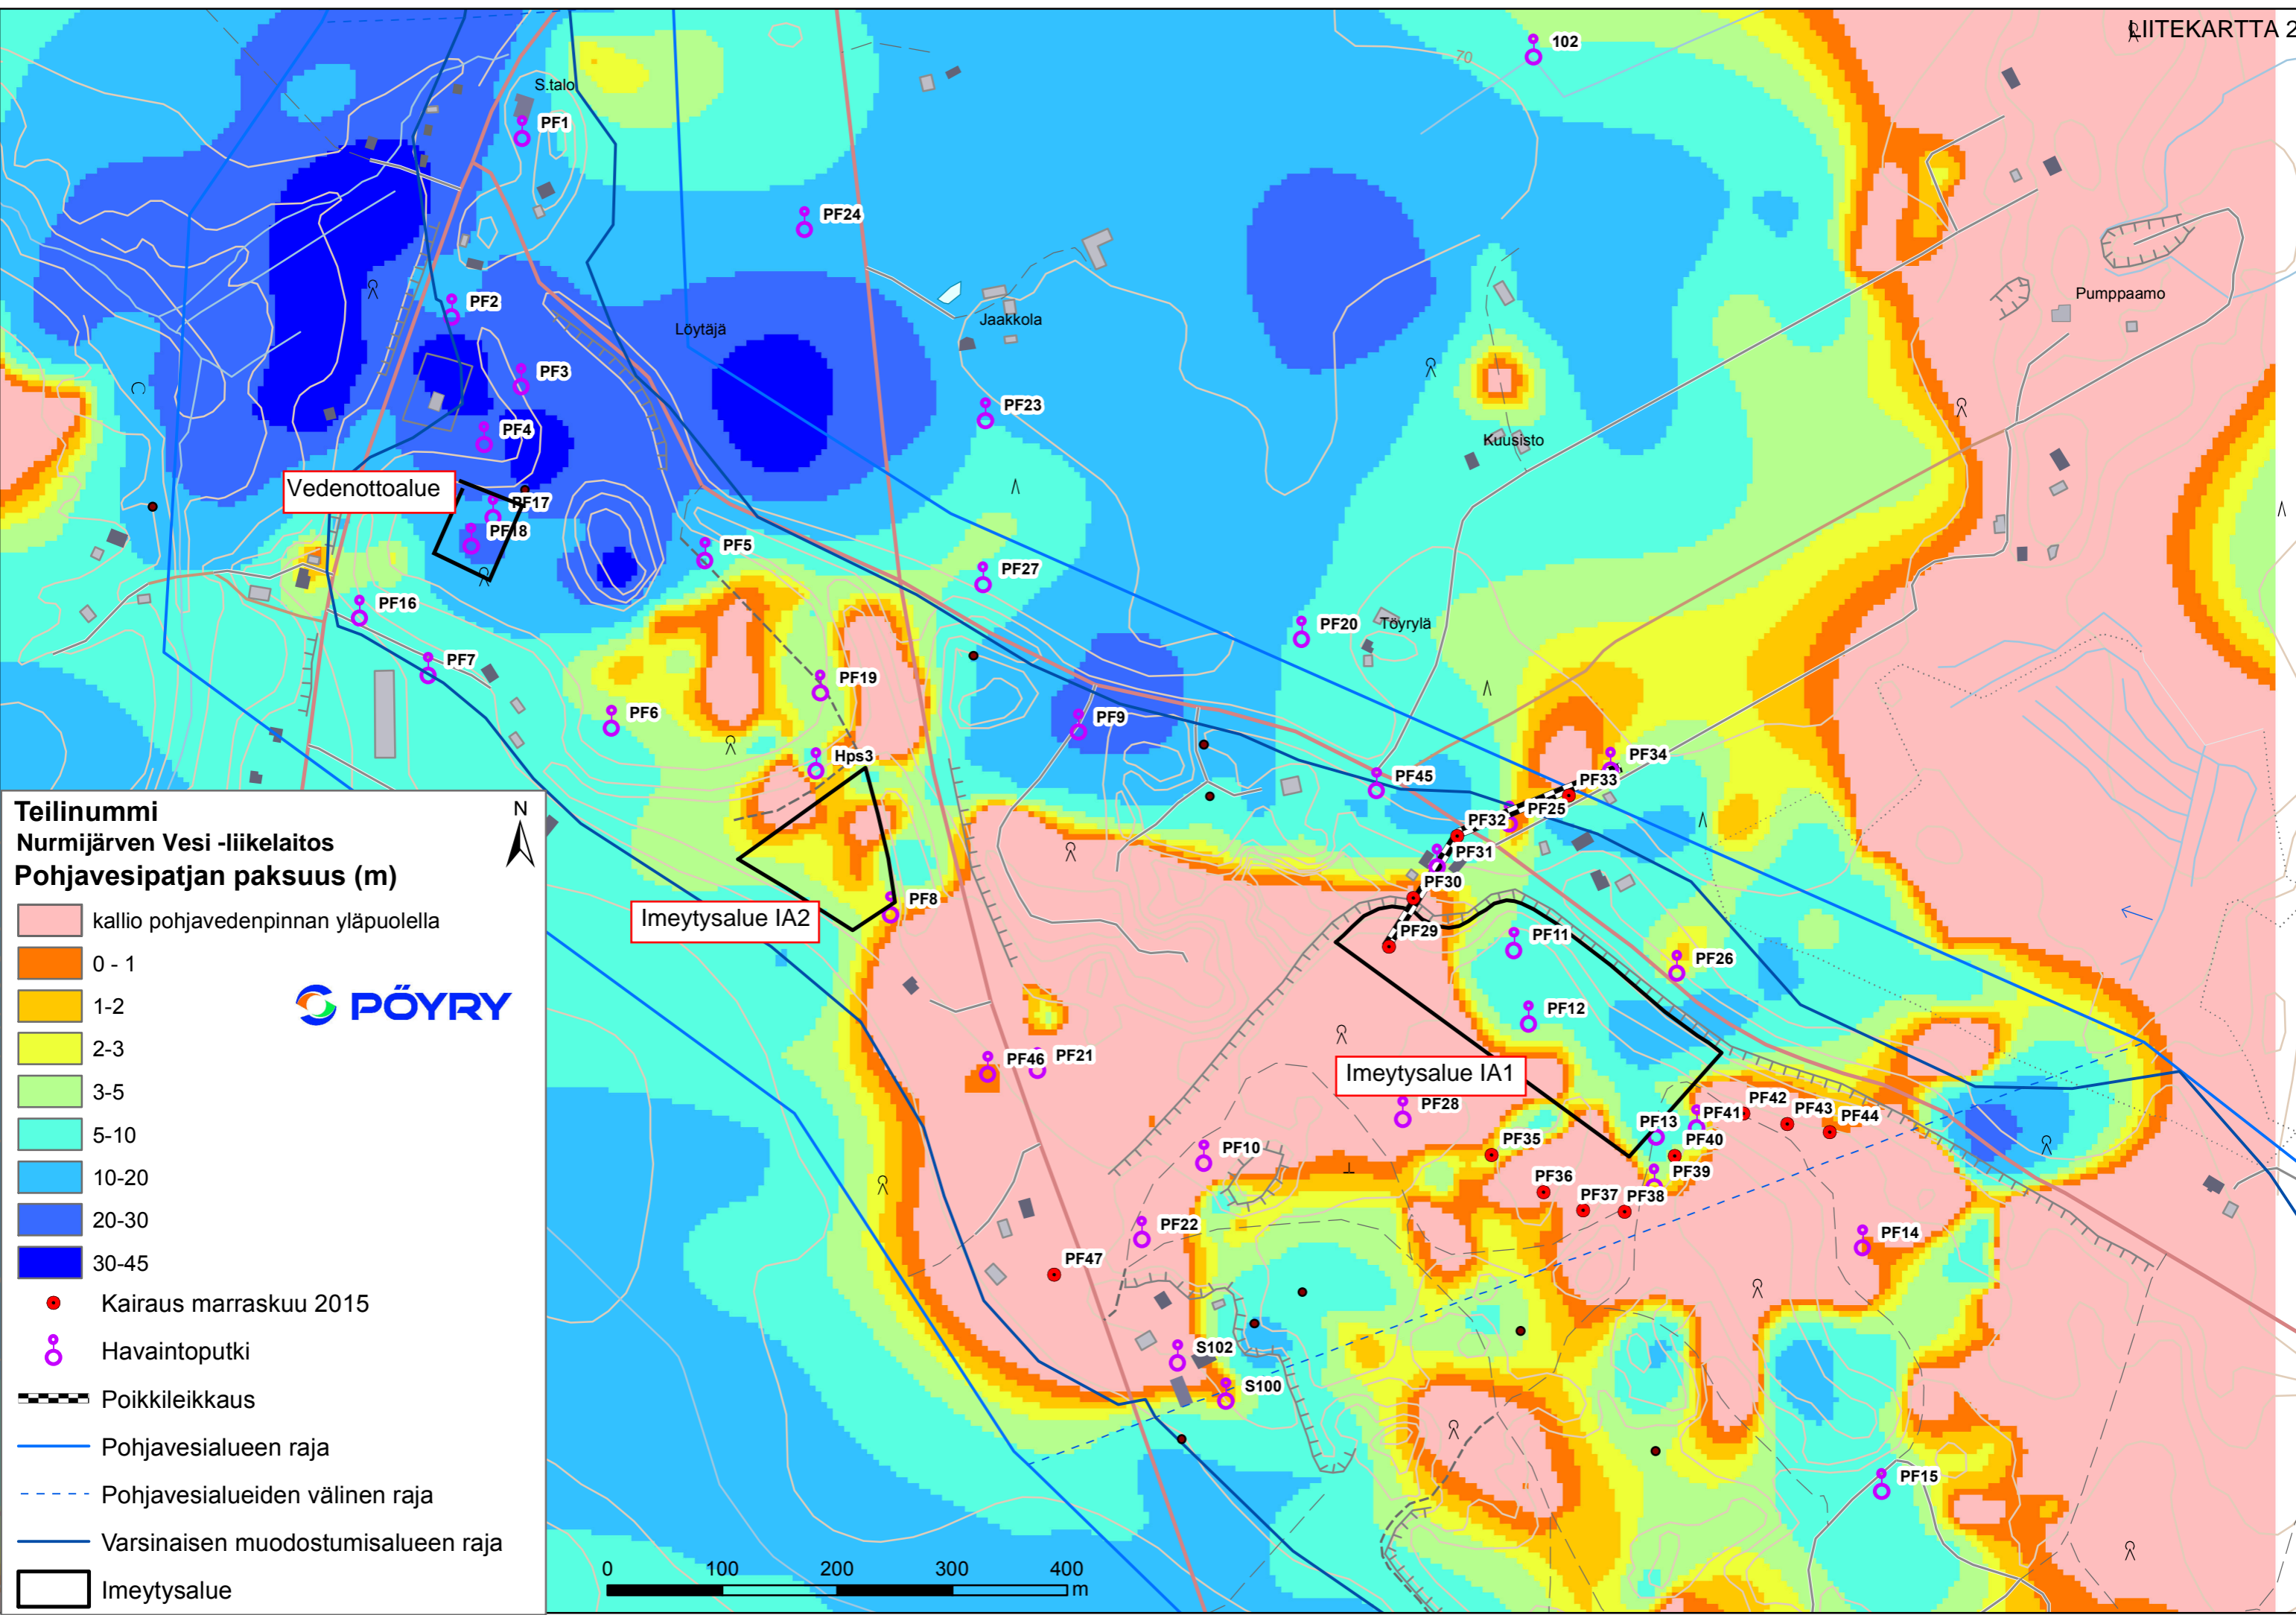 LIITEKARTTA 2
102
70
S.talo
PF1
PF24
Pumppaamo
PF2
Löytäjä
Jaakkola
PF3
PF23
PF4
Kuusisto
Vedenottoalue
PF17
PF18
PF5
PF27
PF16
PF20
Töyrylä
PF7
PF19
PF6
PF9
Hps3
PF34
PF45
PF33
PF25
PF32
PF31
PF30
PF8
Imeytysalue IA2
PF29
PF11
PF26
PF12
PF46
PF21
Imeytysalue IA1
PF28
PF13
PF41
PF42
PF43
PF44
PF35
PF40
PF10
PF39
PF36
PF37
PF38
PF22
PF14
PF47
S102
S100
PF15
Teilinummi
N
Nurmijärven Vesi -liikelaitos
Pohjavesipatjan paksuus (m)
kallio pohjavedenpinnan yläpuolella
0 - 1
PÖYRY
1-2
2-3
3-5
5-10
10-20
20-30
30-45
Kairaus marraskuu 2015
Havaintoputki
Poikkileikkaus
Pohjavesialueen raja
Pohjavesialueiden välinen raja
Varsinaisen muodostumisalueen raja
Imeytysalue
0 100 200 300 400
m